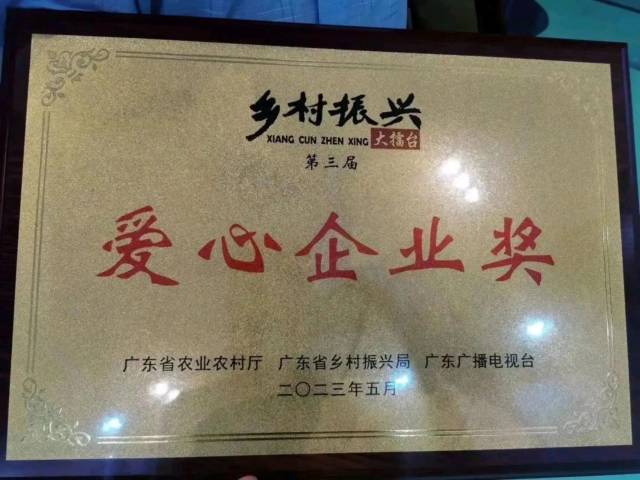 乡村振兴
XIANG CUN ZHEN XING 大擂台
第三届
爱心企业奖
广东省农业农村厅 广东省乡村振兴局 广东广播电视台
二〇二三年五月